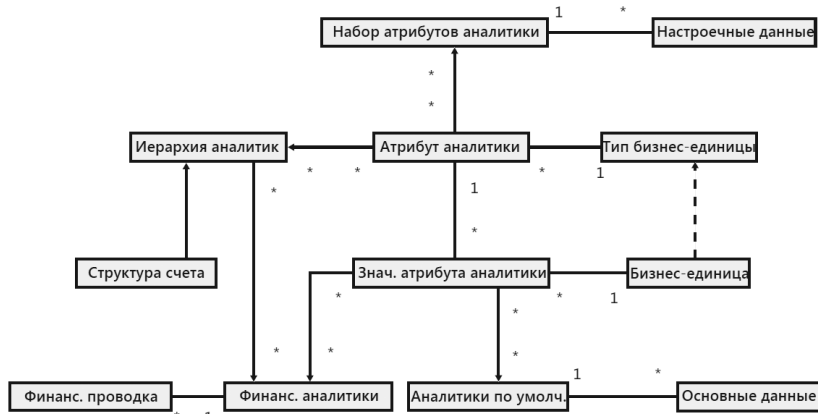 1 *
Набор атрибутов аналитики
Настроечные данные
*
*
Иерархия аналитик
Атрибут аналитики
Тип бизнес-единицы
* * * 1
*
1
*
Структура счета
Знач. атрибута аналитики
Бизнес-единица
* * 1
*
* * *
1 *
Финанс. проводка
Финанс. аналитики
Аналитики по умолч.
Основные данные